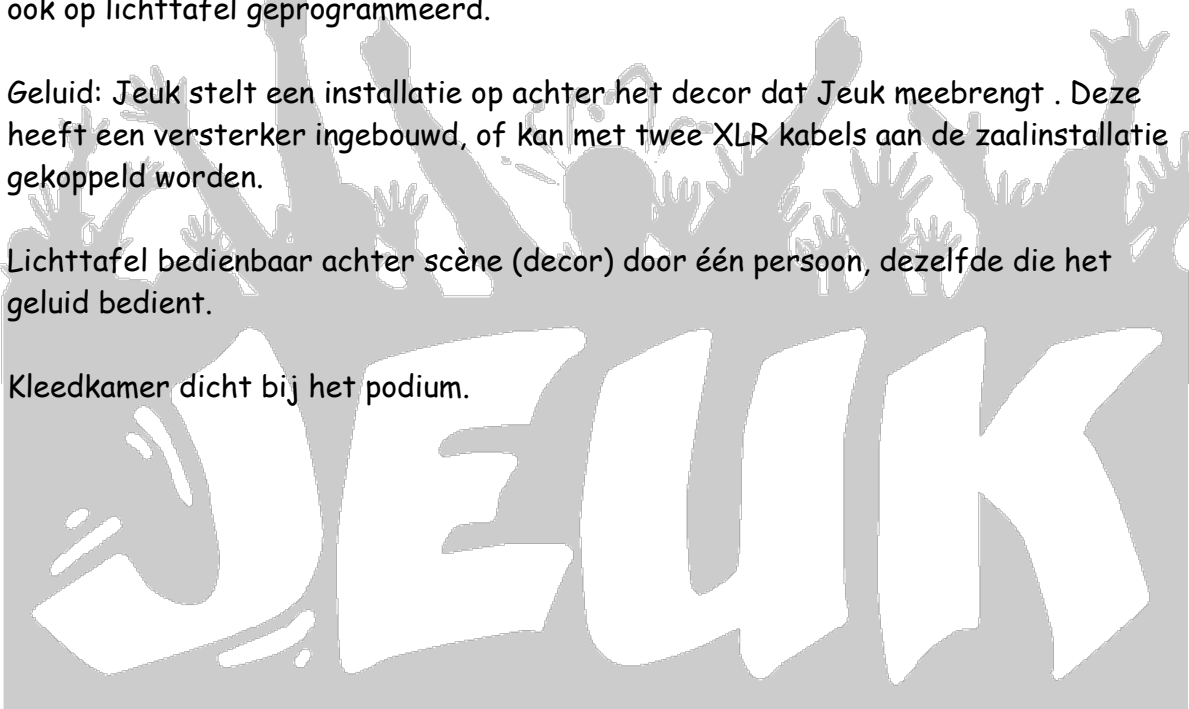 ook op lichttafel geprogrammeerd.
Geluid: Jeuk stelt een installatie op achter het decor dat Jeuk meebrengt . Deze
heeft een versterker ingebouwd, of kan met twee XLR kabels aan de zaalinstallatie
gekoppeld worden.
Lichttafel bedienbaar achter scène (decor) door één persoon, dezelfde die het
geluid bedient.
Kleedkamer dicht bij het podium.
JEUK